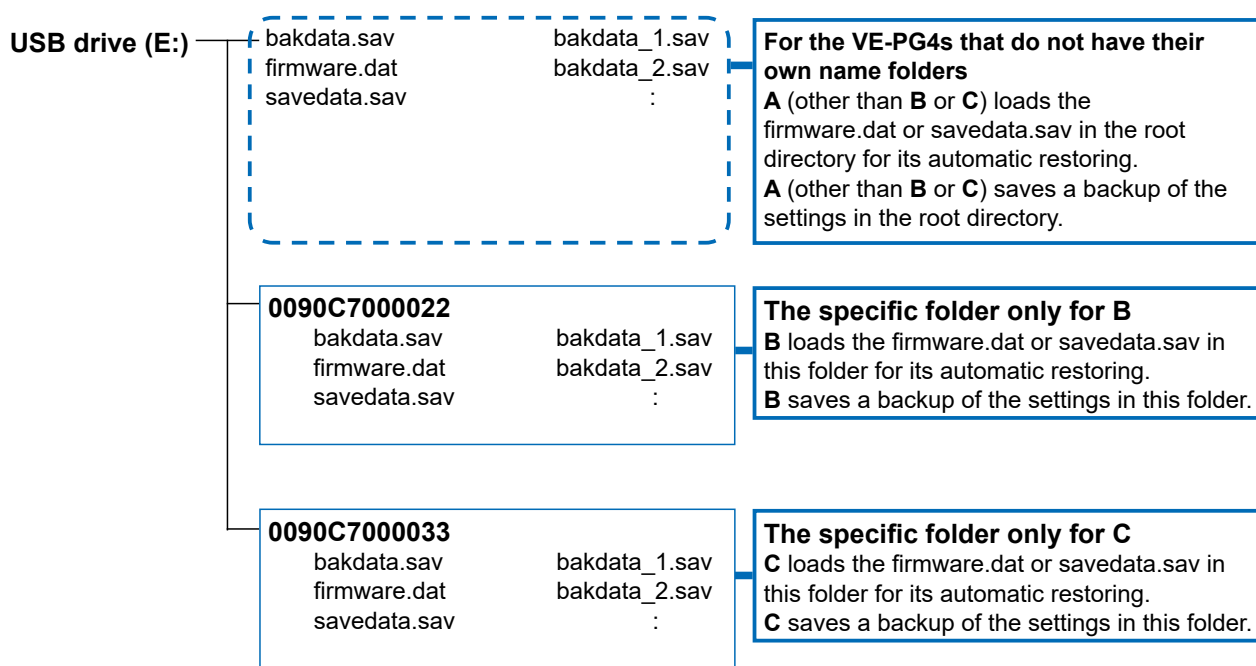 USB drive (E:)
bakdata.sav bakdata_1.sav
firmware.dat bakdata_2.sav
savedata.sav :
For the VE-PG4s that do not have their
own name folders
A (other than B or C) loads the
firmware.dat or savedata.sav in the root
directory for its automatic restoring.
A (other than B or C) saves a backup of the
settings in the root directory.
0090C7000022
bakdata.sav bakdata_1.sav
firmware.dat bakdata_2.sav
savedata.sav :
The specific folder only for B
B loads the firmware.dat or savedata.sav in
this folder for its automatic restoring.
B saves a backup of the settings in this folder.
0090C7000033
bakdata.sav bakdata_1.sav
firmware.dat bakdata_2.sav
savedata.sav :
The specific folder only for C
C loads the firmware.dat or savedata.sav in
this folder for its automatic restoring.
C saves a backup of the settings in this folder.